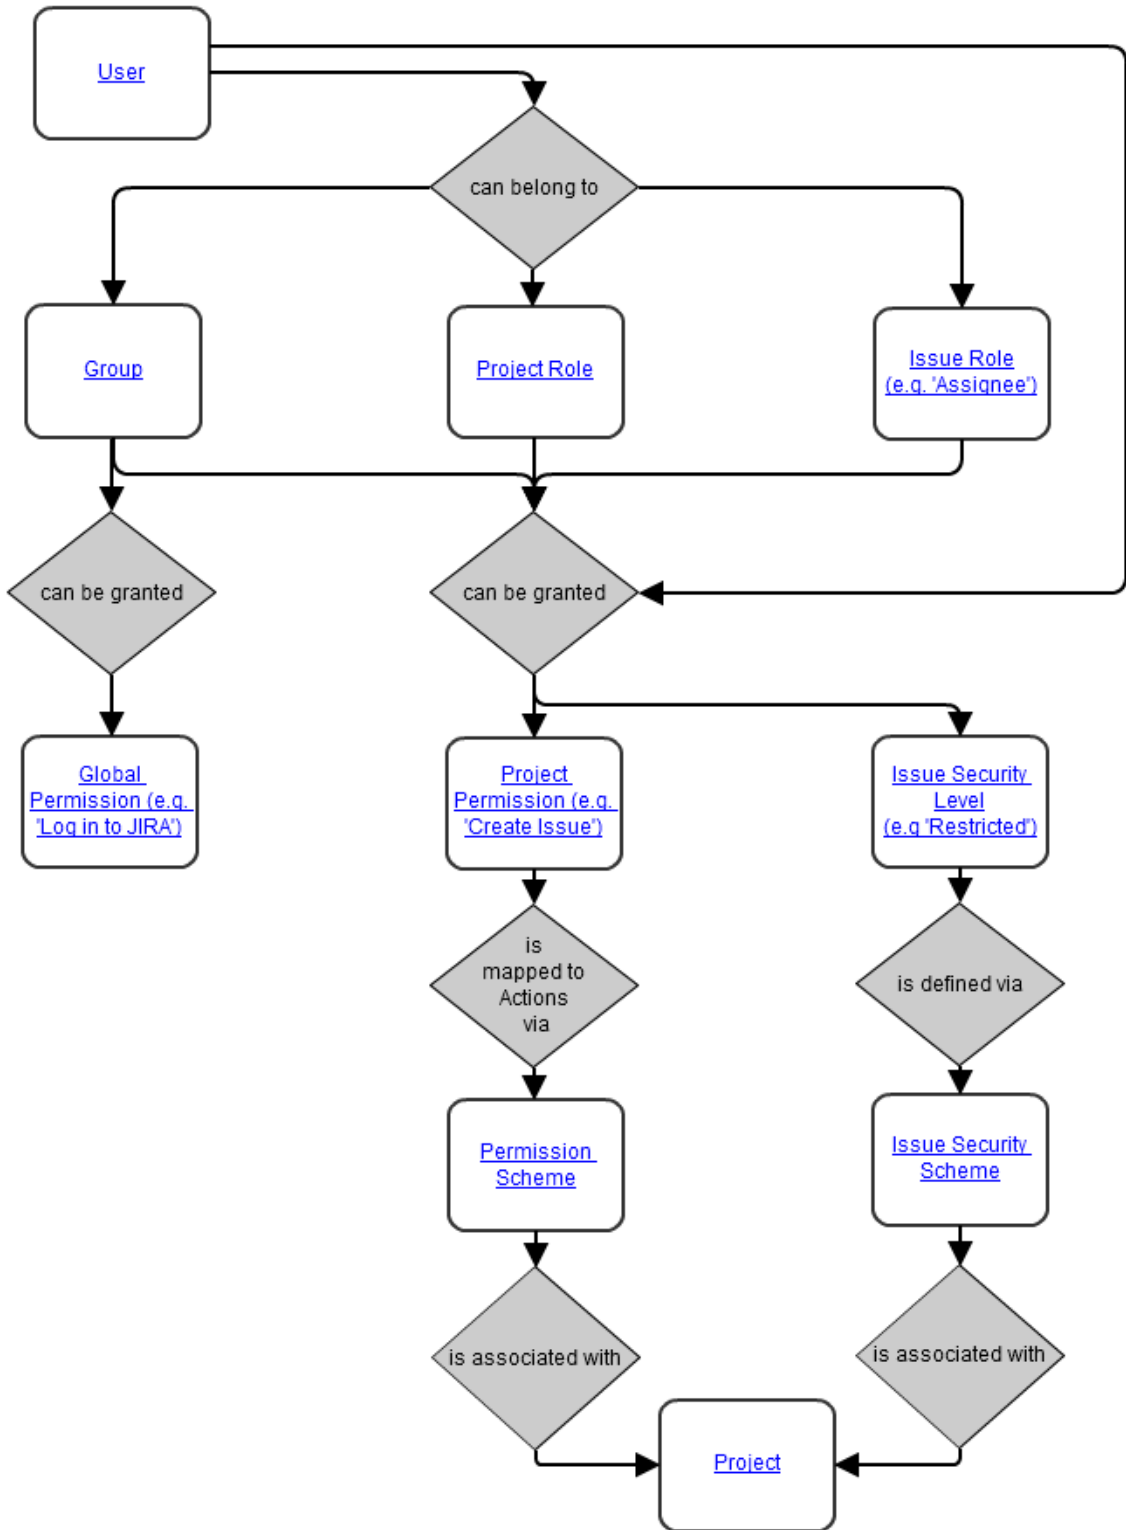 User
can belong to
Group
Project Role
Issue Role
(e.g. 'Assignee')
can be granted
can be granted
Global
Permission (e.g.
'Log in to JIRA')
Project
Permission (e.g.
'Create Issue')
Issue Security
Level
(e.g 'Restricted')
is
mapped to
Actions
via
is defined via
Permission
Scheme
Issue Security
Scheme
is associated with
is associated with
Project